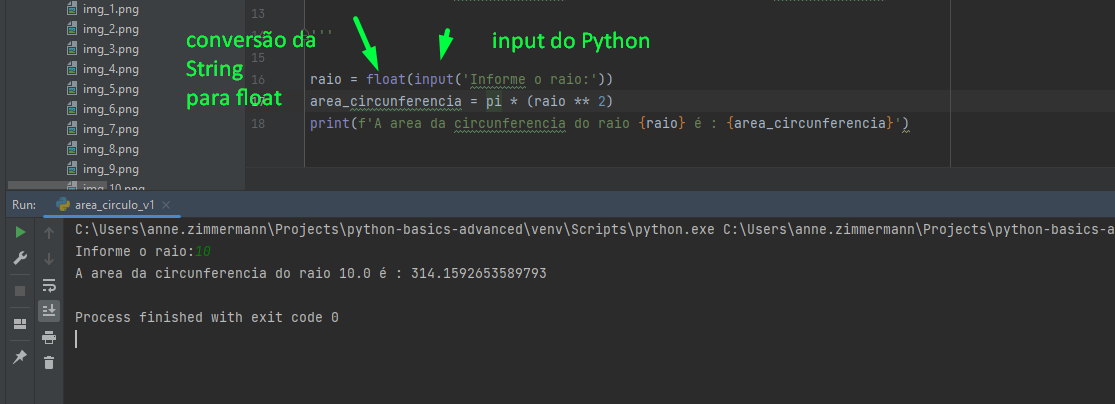 img_1.png
img_2.png
img_3.png
img_4.png
img_5.png
img_6.png
img_7.png
img_8.png
img_9.png
img_10.png
13
'''
15
conversão da
String
para float
input do Python
16 raio = float(input('Informe o raio:'))
17 area_circunferencia = pi * (raio ** 2)
18 print(f'A area da circunferencia do raio {raio} é : {area_circunferencia}')
Run: area_circulo_v1
C:\Users\anne.zimmermann\Projects\python-basics-advanced\venv\Scripts\python.exe C:\Users\anne.zimmermann\Projects\python-basics-a
Informe o raio:10
A area da circunferencia do raio 10.0 é : 314.1592653589793
Process finished with exit code 0